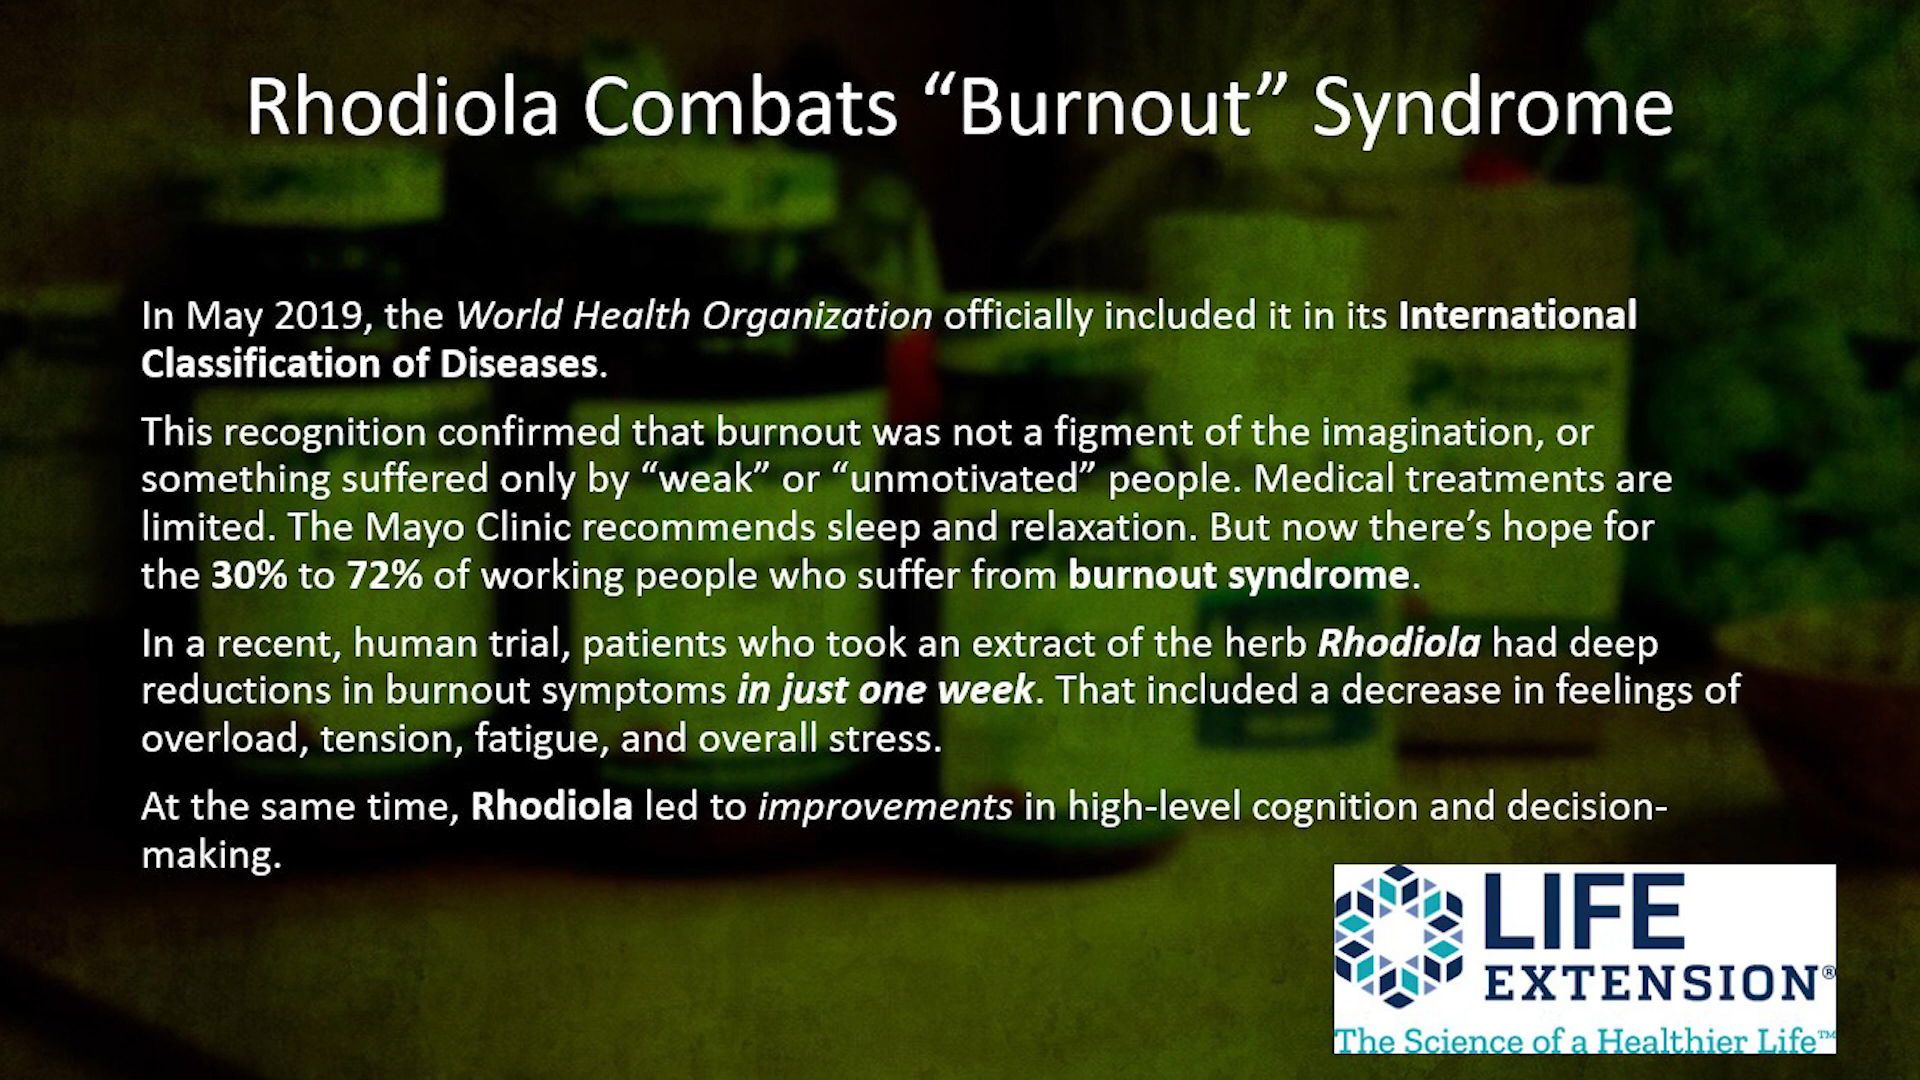 Rhodiola Combats “Burnout” Syndrome
In May 2019, the World Health Organization officially included it in its International
Classification of Diseases.
This recognition confirmed that burnout was not a figment of the imagination, or
something suffered only by “weak” or “unmotivated” people. Medical treatments are
limited. The Mayo Clinic recommends sleep and relaxation. But now there’s hope for
the 30% to 72% of working people who suffer from burnout syndrome.
In a recent, human trial, patients who took an extract of the herb Rhodiola had deep
reductions in burnout symptoms in just one week. That included a decrease in feelings of
overload, tension, fatigue, and overall stress.
At the same time, Rhodiola led to improvements in high-level cognition and decision-
making.
LIFE
EXTENSION®
The Science of a Healthier Life™